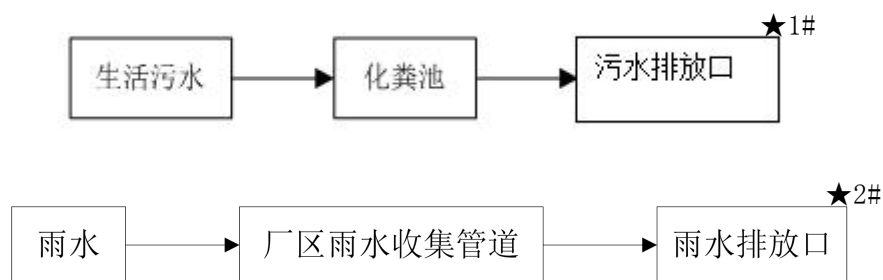 ★1#
生活污水
化粪池
污水排放口
★2#
雨水
厂区雨水收集管道
雨水排放口